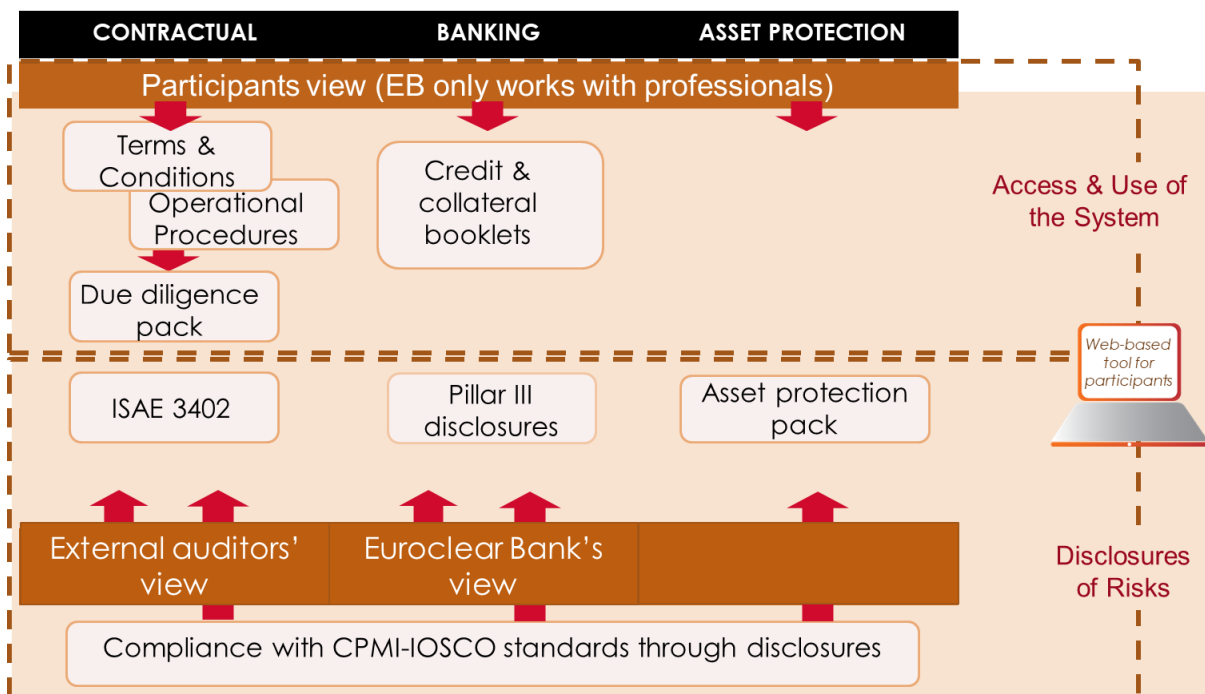 CONTRACTUAL
BANKING
ASSET PROTECTION
Participants view (EB only works with professionals)
Terms &
Conditions
Operational
Procedures
Due diligence
pack
Credit &
collateral
booklets
Access & Use of
the System
Web-based
tool for
participants
ISAE 3402
Pillar III
disclosures
Asset protection
pack
External auditors’
view
Euroclear Bank’s
view
Disclosures
of Risks
Compliance with CPMI-IOSCO standards through disclosures